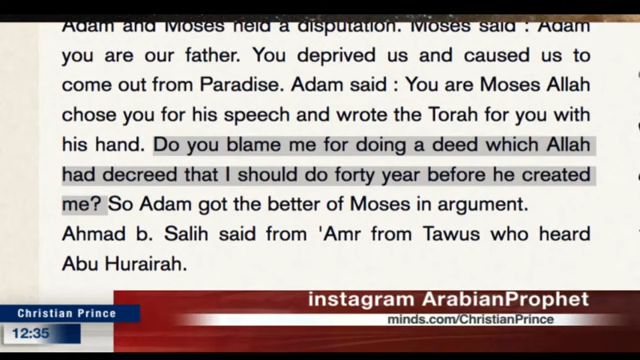 Adam and Moses held a disputation. Moses said : Adam
you are our father. You deprived us and caused us to
come out from Paradise. Adam said : You are Moses Allah
chose you for his speech and wrote the Torah for you with
his hand. Do you blame me for doing a deed which Allah
had decreed that I should do forty year before he created
me? So Adam got the better of Moses in argument.
Ahmad b. Salih said from 'Amr from Tawus who heard
Abu Hurairah.
instagram ArabianProphet
Christian Prince
minds.com/ChristianPrince
12:35